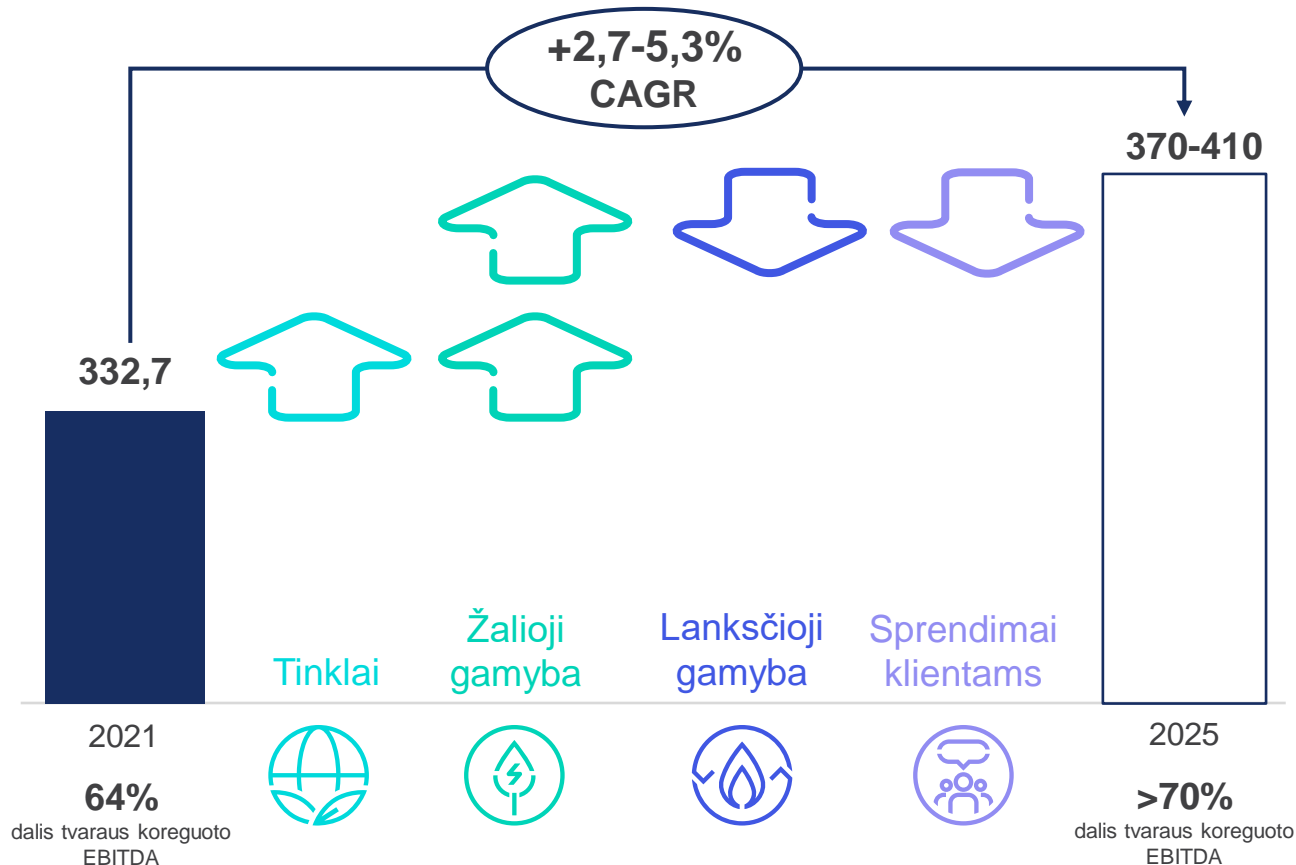 +2,7-5,3%
CAGR
370-410
332,7
Tinklai
Žalioji
gamyba
Lanksčioji
gamyba
Sprendimai
klientams
2021
64%
dalis tvaraus koreguoto
EBITDA
2025
>70%
dalis tvaraus koreguoto
EBITDA